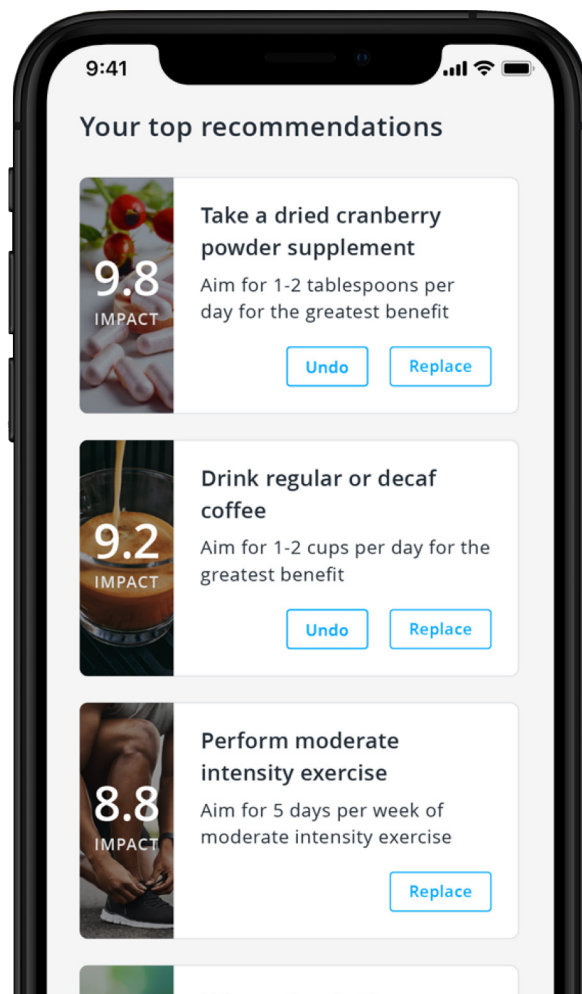 9:41
Your top recommendations
9.8
IMPACT
Take a dried cranberry
powder supplement
Aim for 1-2 tablespoons per
day for the greatest benefit
Undo
Replace
9.2
IMPACT
Drink regular or decaf
coffee
Aim for 1-2 cups per day for the
greatest benefit
Undo
Replace
8.8
IMPACT
Perform moderate
intensity exercise
Aim for 5 days per week of
moderate intensity exercise
Replace